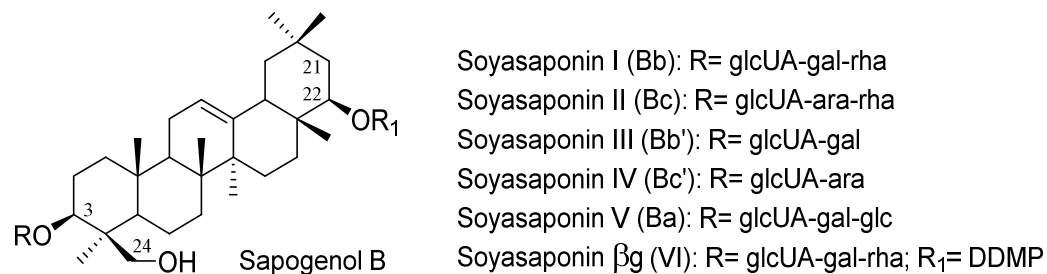 21
22
OR₁
3
24
RO
OH
Sapogenol B
Soyasaponin I (Bb): R= glcUA-gal-rha
Soyasaponin II (Bc): R= glcUA-ara-rha
Soyasaponin III (Bb'): R= glcUA-gal
Soyasaponin IV (Bc'): R= glcUA-ara
Soyasaponin V (Ba): R= glcUA-gal-glc
Soyasaponin βg (VI): R= glcUA-gal-rha; R₁= DDMP